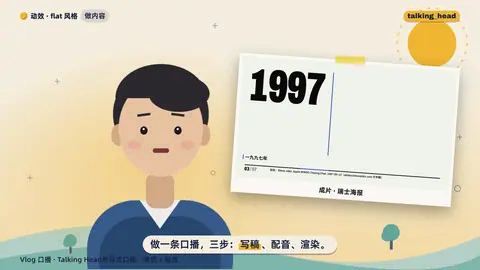 动效 · flat 风格 做内容
talking_head
1997
一九九七年
03/97
成片 · 瑞士海报
做一条口播，三步：写稿、配音、渲染。
Vlog 口播 · Talking Head